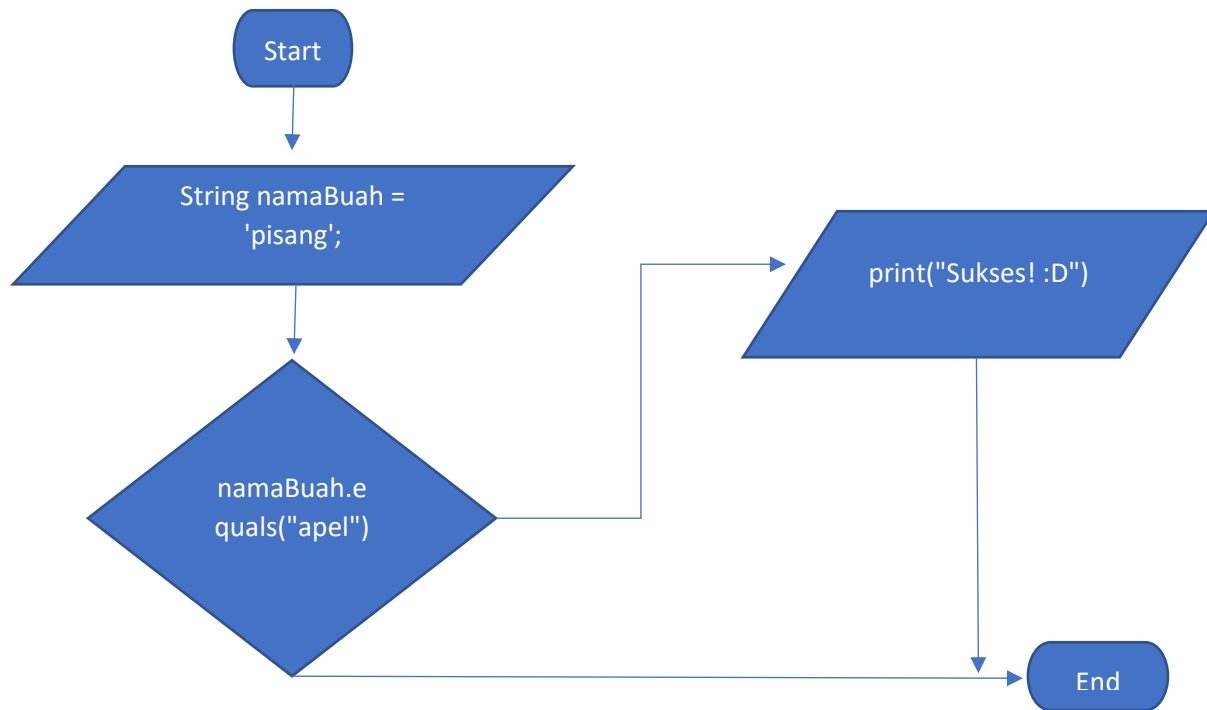 Start
String namaBuah =
'pisang';
print("Sukses! :D")
namaBuah.e
quals("apel")
End